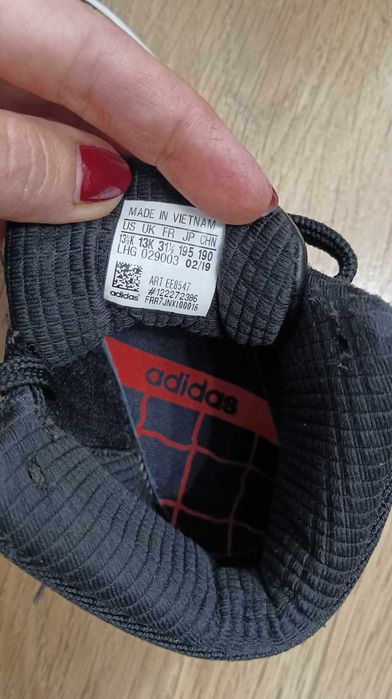 MADE IN VIETNAM
US UK FR JP CHN
13½K 13K 31½ 195 190
LHG 029003 02/19
ART EE8547
#122272386
adidas FRR7JNX100016
adidas